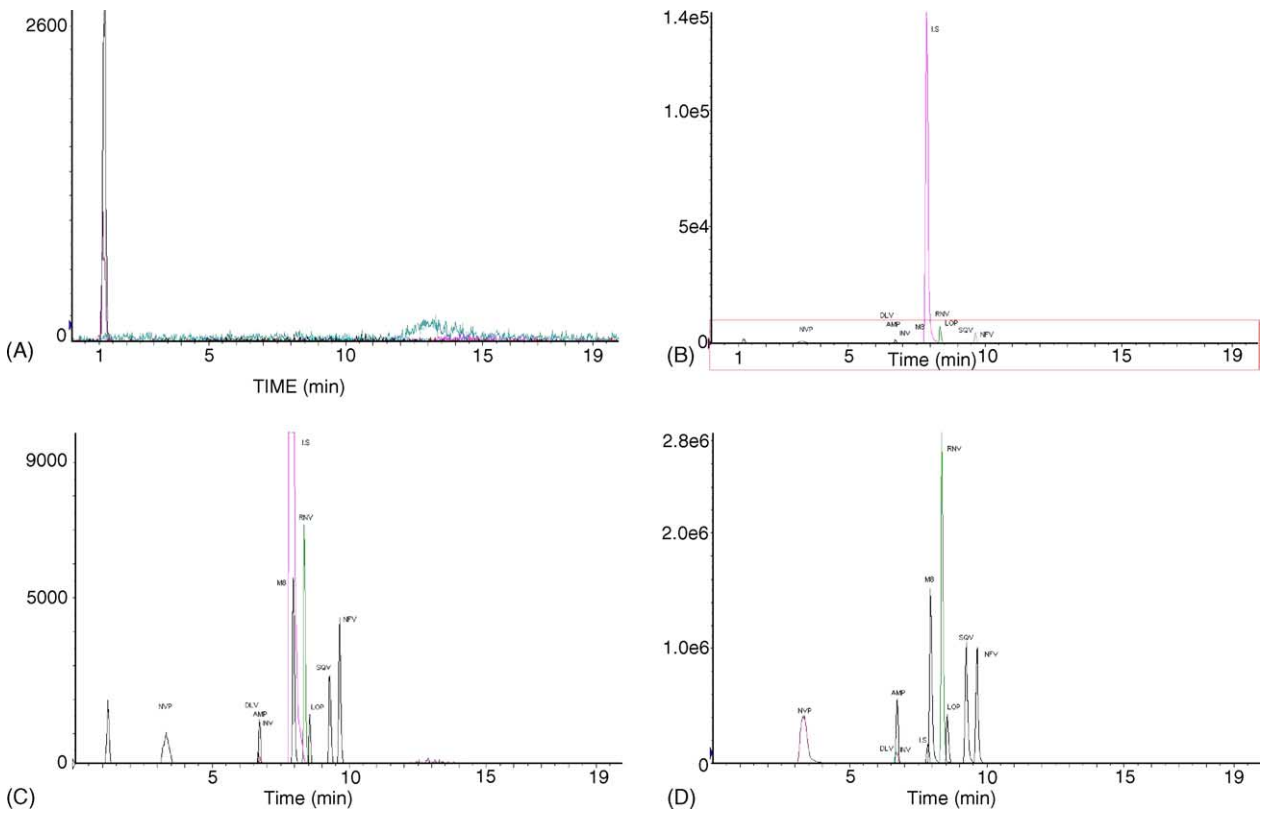 2600
0
1
5
10
15
19
(A)
TIME (min)
1.4e5
1.0e5
5e4
0
I.S
DLV
AMP
INV
NVP
M8
RNV
LOP
SQV
NFV
1
5
10
15
19
(B)
Time (min)
9000
5000
0
NVP
DLV
AMP
INV
M8
I.S
RNV
LOP
SQV
NFV
5
10
15
19
(C)
Time (min)
2.8e6
2.0e6
1.0e6
0
NVP
AMP
DLV
INV
I.S
M8
RNV
LOP
SQV
NFV
5
10
15
19
(D)
Time (min)